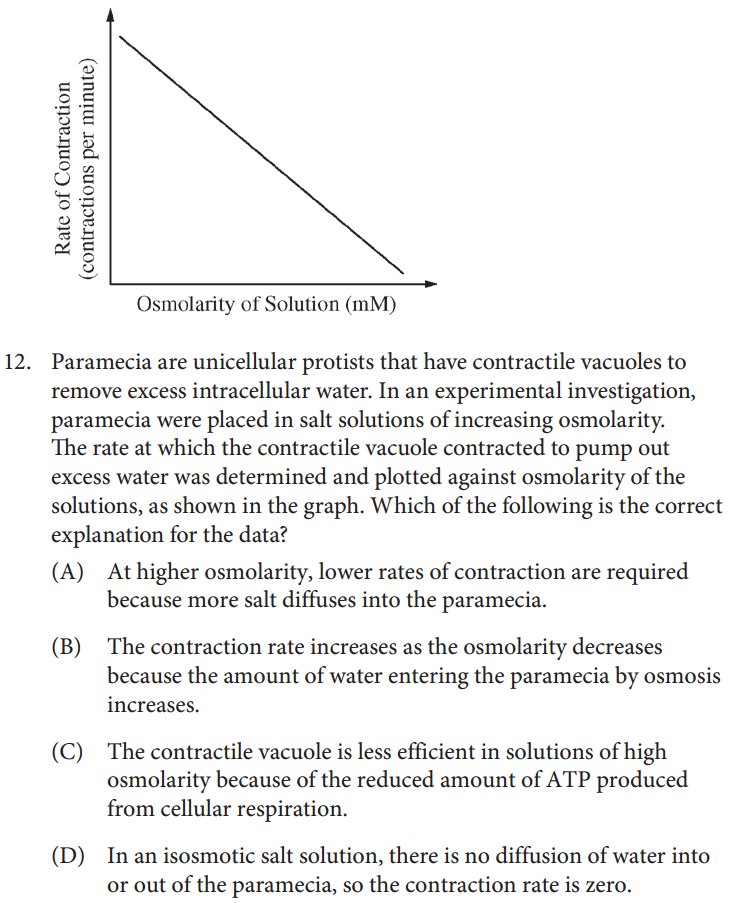 Rate of Contraction
(contractions per minute)
Osmolarity of Solution (mM)
12. Paramecia are unicellular protists that have contractile vacuoles to
remove excess intracellular water. In an experimental investigation,
paramecia were placed in salt solutions of increasing osmolarity.
The rate at which the contractile vacuole contracted to pump out
excess water was determined and plotted against osmolarity of the
solutions, as shown in the graph. Which of the following is the correct
explanation for the data?
(A) At higher osmolarity, lower rates of contraction are required
because more salt diffuses into the paramecia.
(B) The contraction rate increases as the osmolarity decreases
because the amount of water entering the paramecia by osmosis
increases.
(C) The contractile vacuole is less efficient in solutions of high
osmolarity because of the reduced amount of ATP produced
from cellular respiration.
(D) In an isosmotic salt solution, there is no diffusion of water into
or out of the paramecia, so the contraction rate is zero.